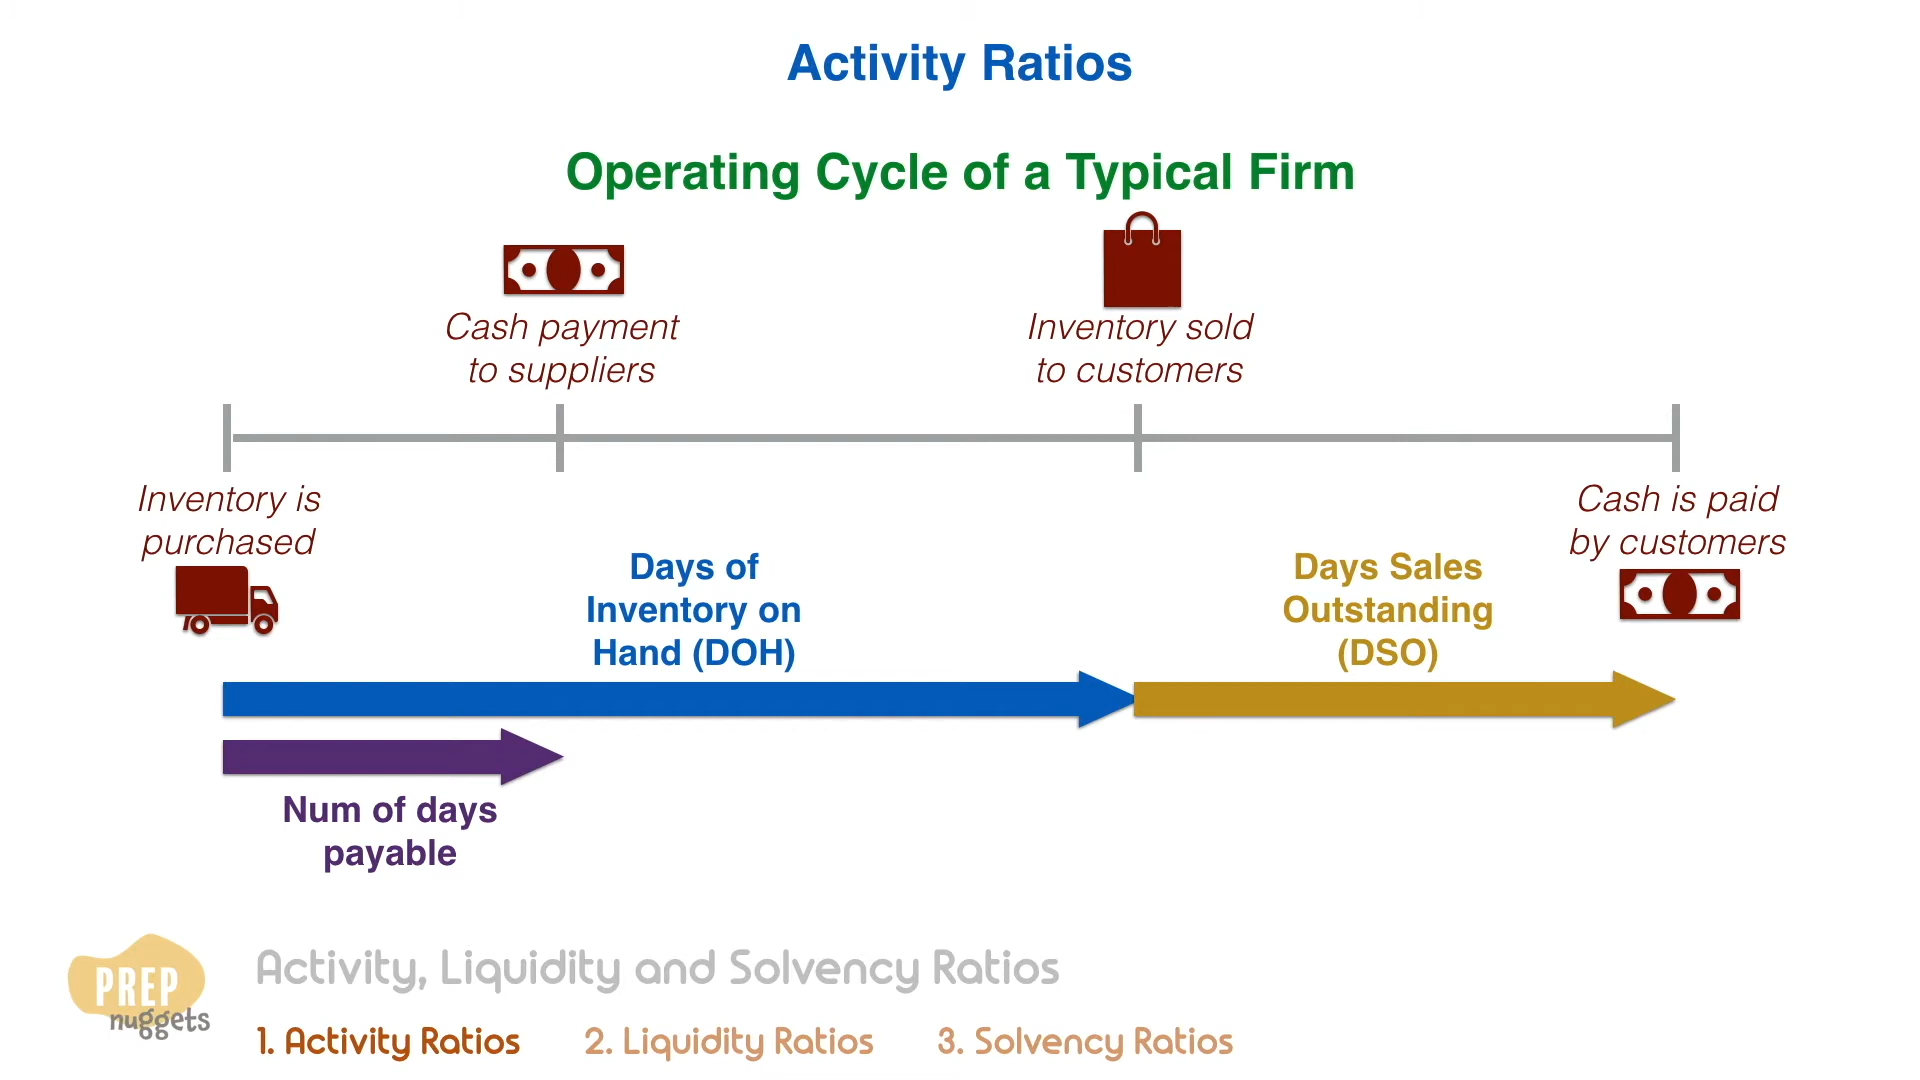 Activity Ratios
Operating Cycle of a Typical Firm
Cash payment
to suppliers
Inventory sold
to customers
Inventory is
purchased
Cash is paid
by customers
Days of
Inventory on
Hand (DOH)
Days Sales
Outstanding
(DSO)
Num of days
payable
PREP
nuggets
Activity, Liquidity and Solvency Ratios
1. Activity Ratios
2. Liquidity Ratios
3. Solvency Ratios